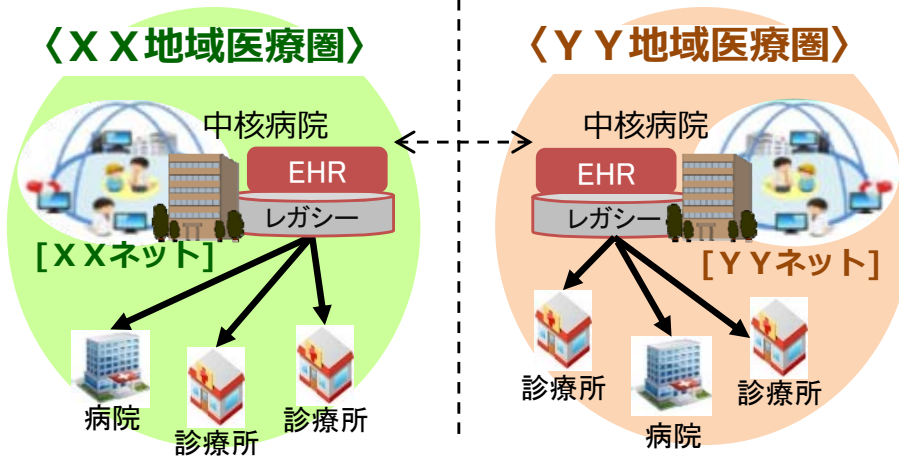 〈ＸＸ地域医療圏〉
中核病院
EHR
レガシー
[ＸＸネット]
病院
診療所
診療所
〈ＹＹ地域医療圏〉
中核病院
EHR
レガシー
[ＹＹネット]
診療所
病院
診療所